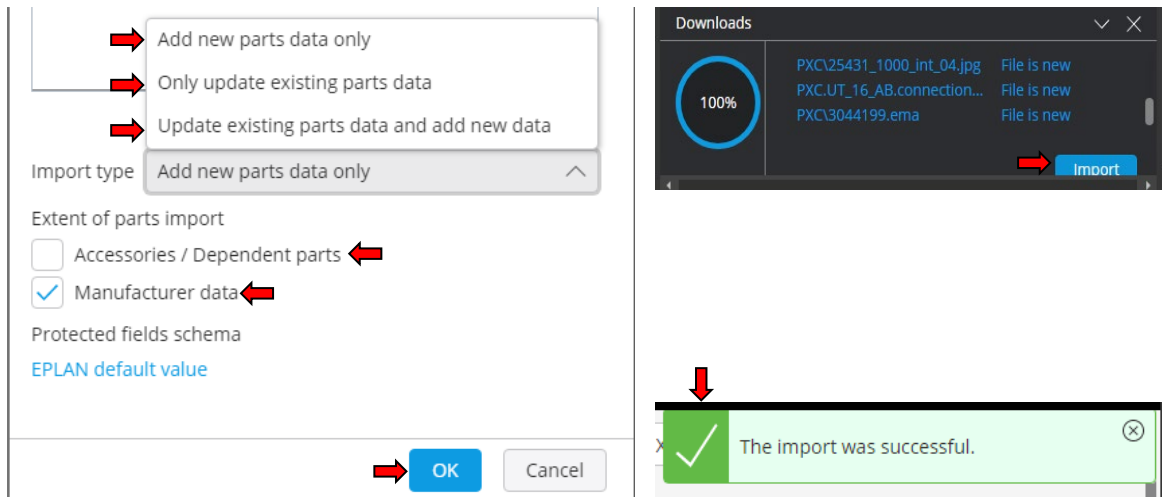 Add new parts data only
Only update existing parts data
Update existing parts data and add new data
Import type Add new parts data only
Extent of parts import
Accessories / Dependent parts
Manufacturer data
Protected fields schema
EPLAN default value
OK Cancel
Downloads
100%
PXC\25431_1000_int_04.jpg File is new
PXC.UT_16_AB.connection... File is new
PXC\3044199.ema File is new
Import
The import was successful.